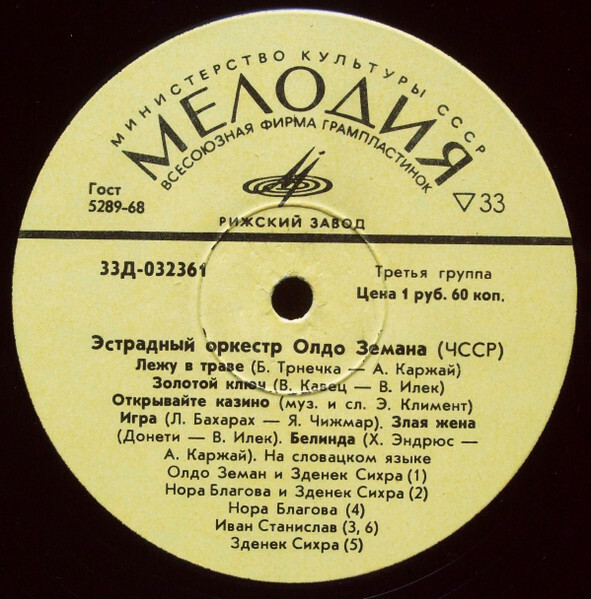 МИНИСТЕРСТВО КУЛЬТУРЫ СССР
МЕЛОДИЯ
ВСЕСОЮЗНАЯ ФИРМА ГРАМПЛАСТИНОК
Гост
5289-68
▽33
РИЖСКИЙ ЗАВОД
33Д-032361
Третья группа
Цена 1 руб. 60 коп.
Эстрадный оркестр Олдо Земана (ЧССР)
Лежу в траве (Б. Трнечка — А. Каржай)
Золотой ключ (В. Кавец — В. Илек)
Открывайте казино (муз. и сл. Э. Климент)
Игра (Л. Бахарах — Я. Чижмар). Злая жена
(Донети — В. Илек). Белинда (Х. Эндрюс —
А. Каржай). На словацком языке
Олдо Земан и Зденек Сихра (1)
Нора Благова и Зденек Сихра (2)
Нора Благова (4)
Иван Станислав (3, 6)
Зденек Сихра (5)